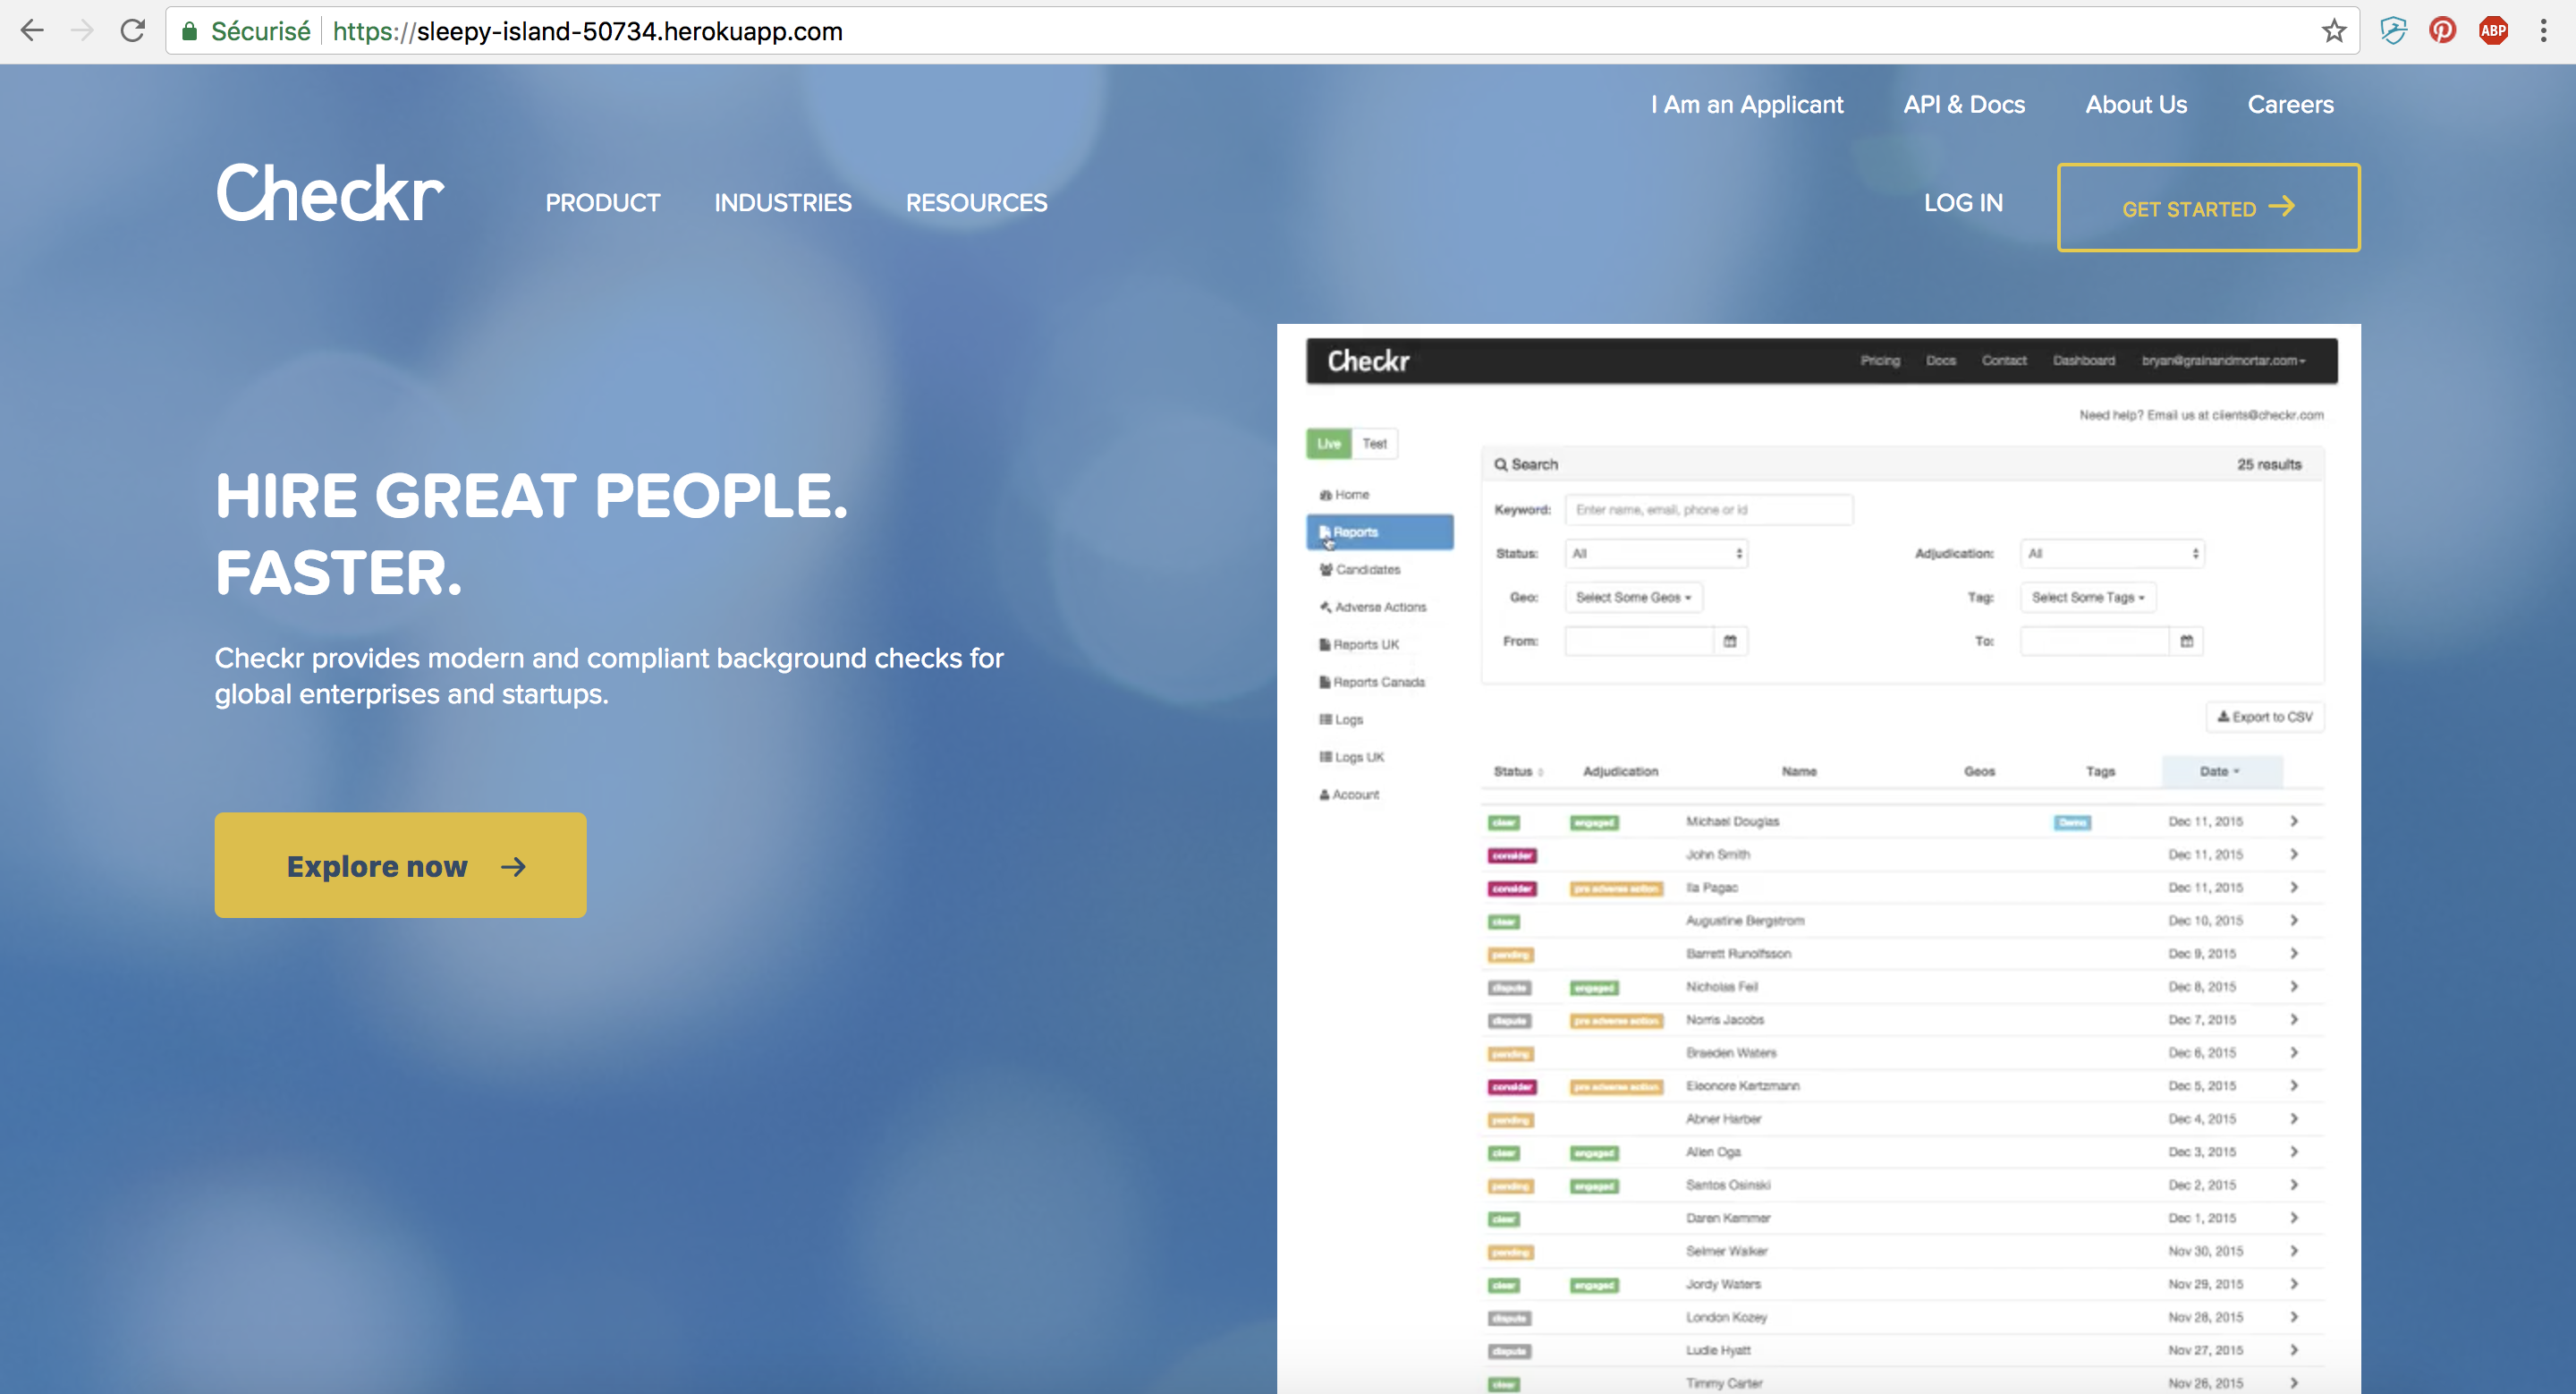 Sécurisé https://sleepy-island-50734.herokuapp.com
ABP
I Am an Applicant API & Docs About Us Careers
Checkr PRODUCT INDUSTRIES RESOURCES LOG IN GET STARTED →
HIRE GREAT PEOPLE.
FASTER.
Checkr provides modern and compliant background checks for
global enterprises and startups.
Explore now →
Checkr Pricing Docs Contact Dashboard bryan@grainandmortar.com
Need help? Email us at clients@checkr.com
Live Test
Home
Reports
Candidates
Adverse Actions
Reports UK
Reports Canada
Logs
Logs UK
Account
Search 25 results
Keyword: Enter name, email, phone or id
Status: All Adjudication: All
Geo: Select Some Geos Tag: Select Some Tags
From: To:
Export to CSV
Status Adjudication Name Geos Tags Date
clear engaged Michael Douglas Demo Dec 11, 2015
consider John Smith Dec 11, 2015
consider pre adverse action Ila Pagac Dec 11, 2015
clear Augustine Bergstrom Dec 10, 2015
pending Barrett Runolfsson Dec 9, 2015
dispute engaged Nicholas Feil Dec 8, 2015
dispute pre adverse action Norris Jacobs Dec 7, 2015
pending Braeden Waters Dec 6, 2015
consider pre adverse action Eleonore Kertzmann Dec 5, 2015
pending Abner Harber Dec 4, 2015
clear engaged Allen Oga Dec 3, 2015
pending engaged Santos Osinski Dec 2, 2015
clear Daren Kemmer Dec 1, 2015
pending Selmer Walker Nov 30, 2015
clear engaged Jordy Waters Nov 29, 2015
dispute London Kozey Nov 28, 2015
dispute Ludie Hyatt Nov 27, 2015
clear Timmy Carter Nov 26, 2015